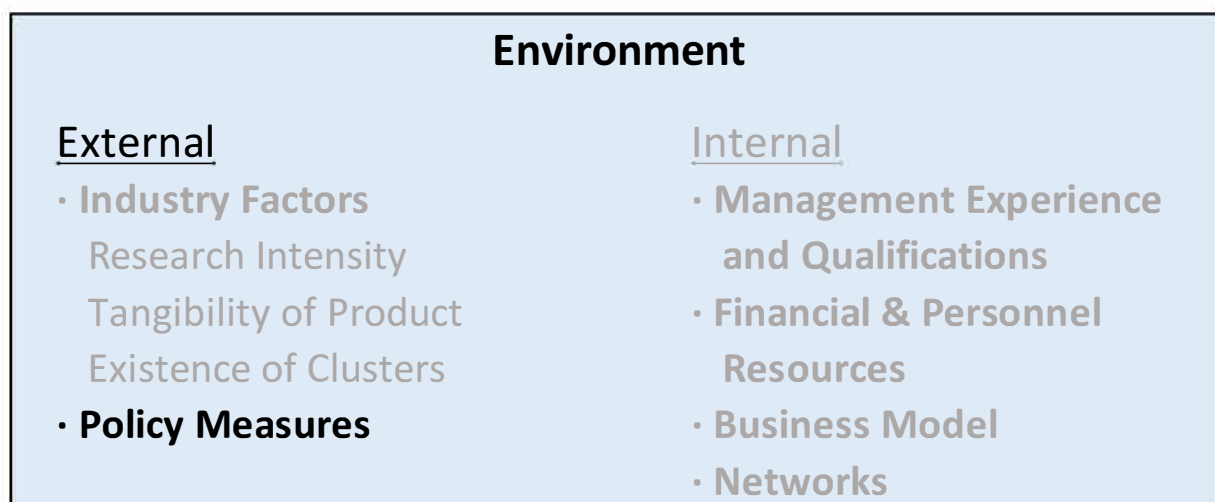 Environment
External
· Industry Factors
Research Intensity
Tangibility of Product
Existence of Clusters
· Policy Measures
Internal
· Management Experience
and Qualifications
· Financial & Personnel
Resources
· Business Model
· Networks